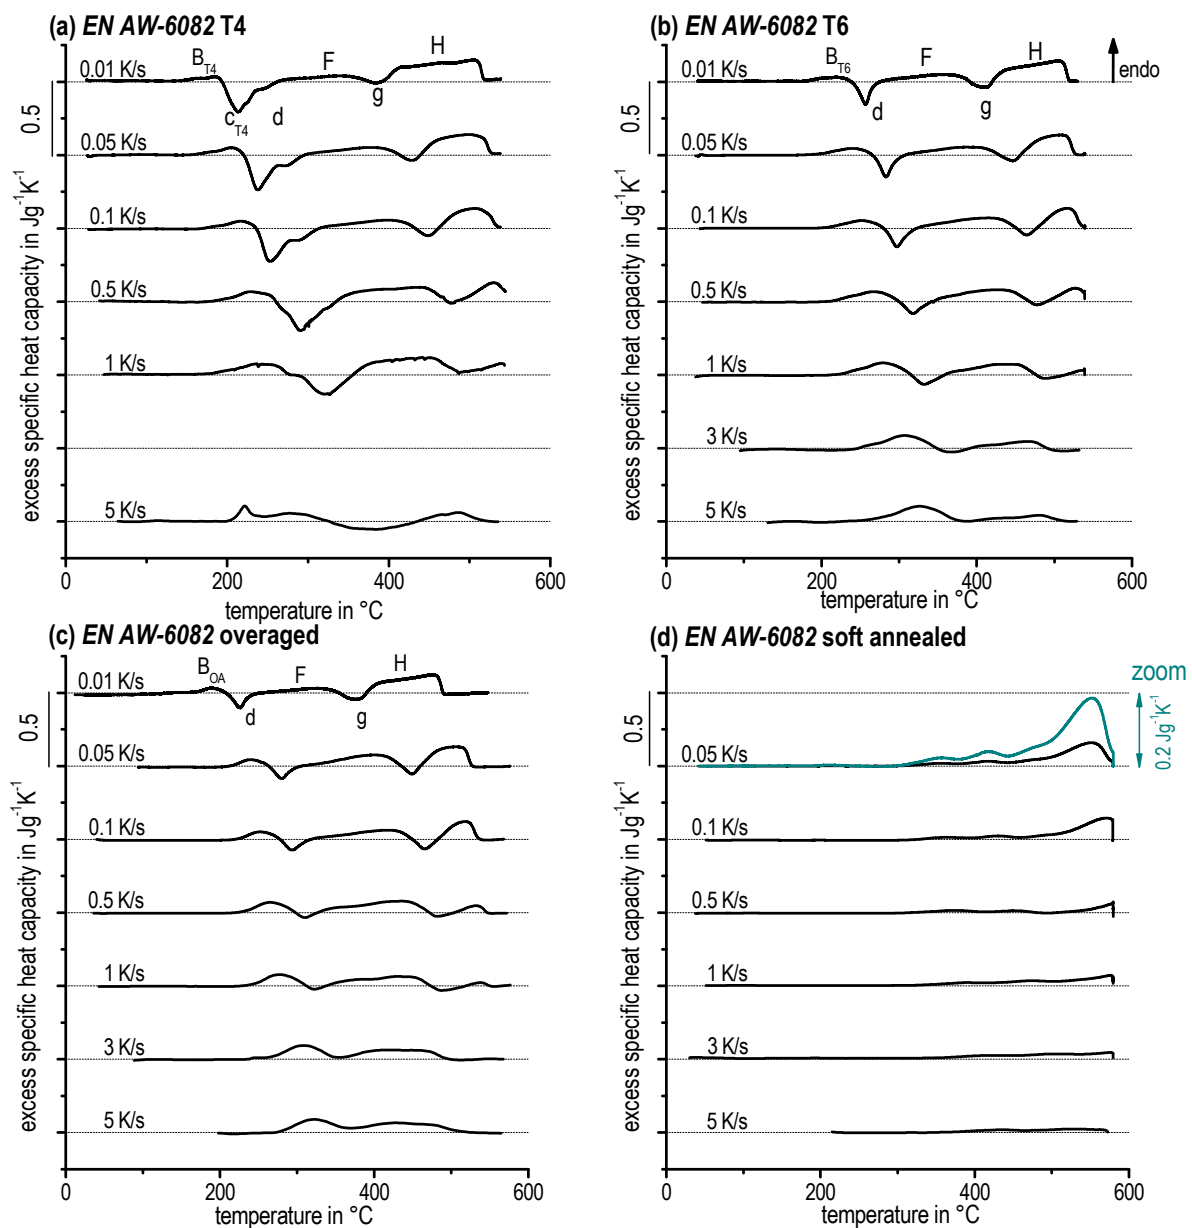 (a) EN AW-6082 T4
0.01 K/s
B_T4
F
H
c_T4
d
g
0.5
0.05 K/s
0.1 K/s
0.5 K/s
1 K/s
5 K/s
excess specific heat capacity in Jg⁻¹K⁻¹
0 200 400 600
temperature in °C
(b) EN AW-6082 T6
0.01 K/s
B_T6
F
H
endo
d
g
0.5
0.05 K/s
0.1 K/s
0.5 K/s
1 K/s
3 K/s
5 K/s
excess specific heat capacity in Jg⁻¹K⁻¹
0 200 400 600
temperature in °C
(c) EN AW-6082 overaged
0.01 K/s
B_OA
F
H
d
g
0.5
0.05 K/s
0.1 K/s
0.5 K/s
1 K/s
3 K/s
5 K/s
excess specific heat capacity in Jg⁻¹K⁻¹
0 200 400 600
temperature in °C
(d) EN AW-6082 soft annealed
zoom
0.2 Jg⁻¹K⁻¹
0.5
0.05 K/s
0.1 K/s
0.5 K/s
1 K/s
3 K/s
5 K/s
excess specific heat capacity in Jg⁻¹K⁻¹
0 200 400 600
temperature in °C